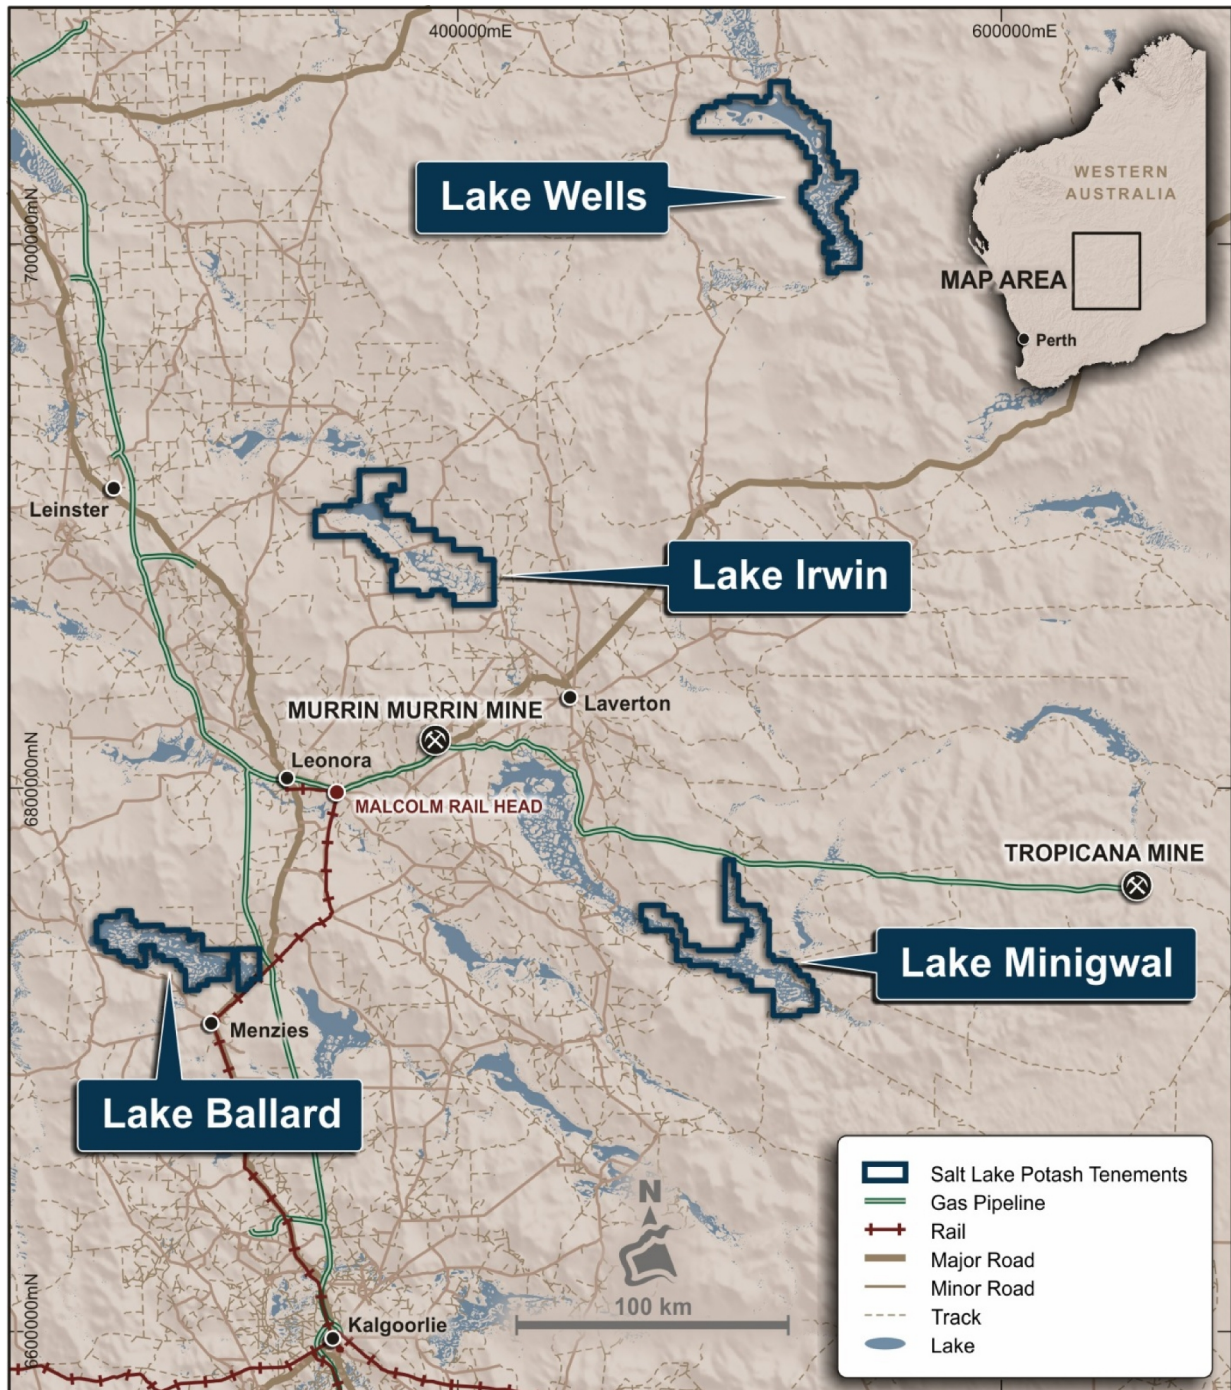 400000mE
600000mE
WESTERN
AUSTRALIA
Lake Wells
7000000mN
MAP AREA
Perth
Leinster
Lake Irwin
Laverton
MURRIN MURRIN MINE
Leonora
6800000mN
MALCOLM RAIL HEAD
TROPICANA MINE
Lake Minigwal
Menzies
Lake Ballard
N
100 km
Kalgoorlie
6600000mN
Salt Lake Potash Tenements
Gas Pipeline
Rail
Major Road
Minor Road
Track
Lake